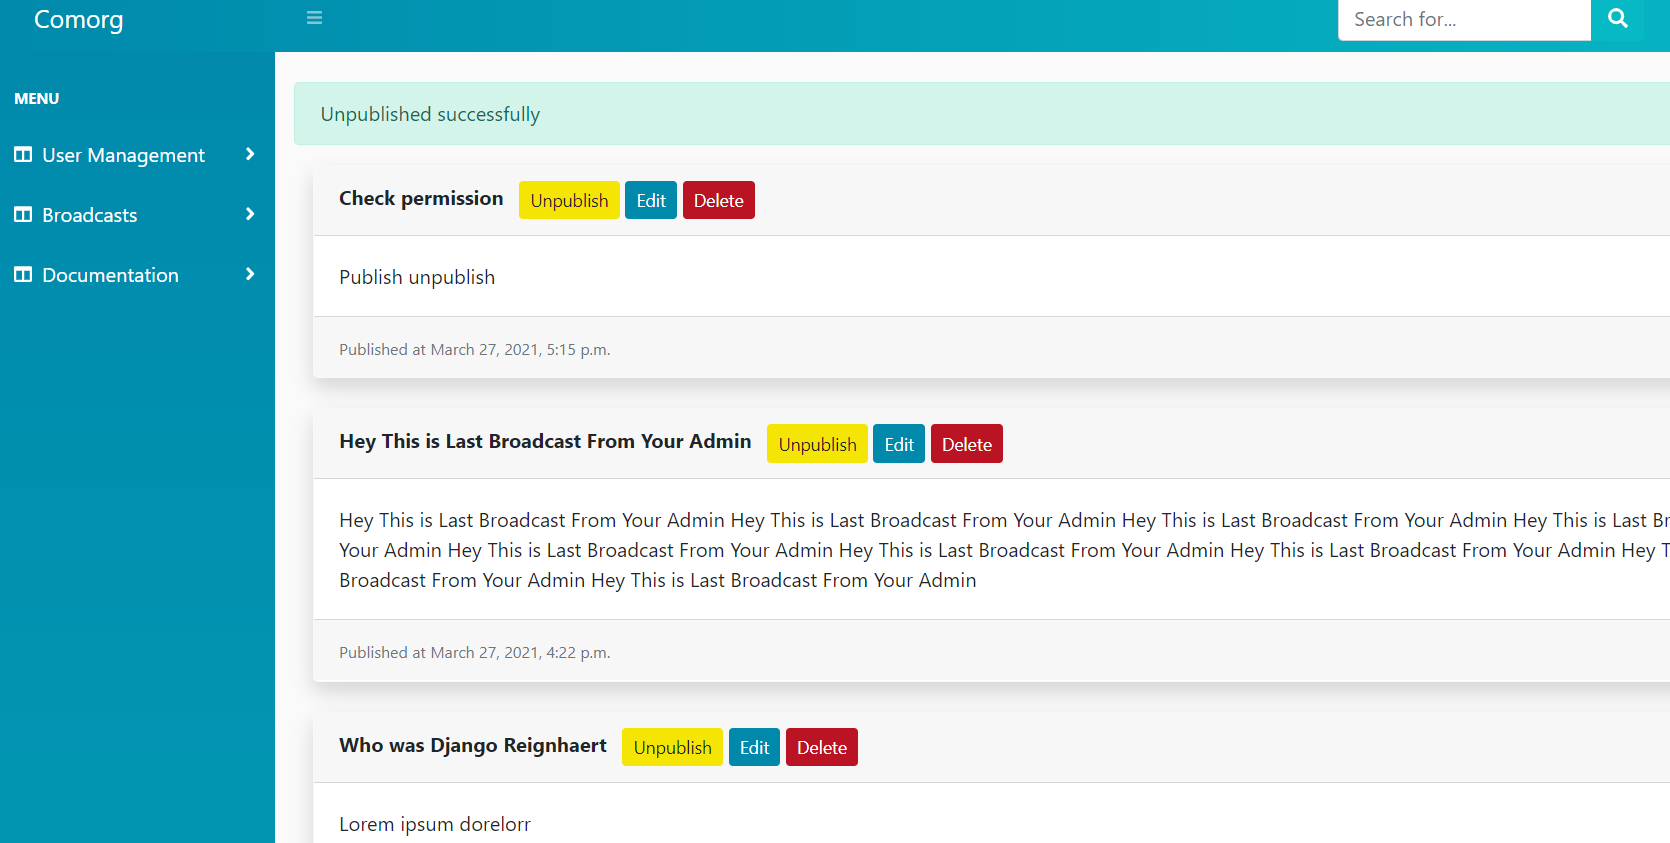 Comorg
Search for...
MENU
User Management
Broadcasts
Documentation
Unpublished successfully
Check permission Unpublish Edit Delete
Publish unpublish
Published at March 27, 2021, 5:15 p.m.
Hey This is Last Broadcast From Your Admin Unpublish Edit Delete
Hey This is Last Broadcast From Your Admin Hey This is Last Broadcast From Your Admin Hey This is Last Broadcast From Your Admin Hey This is Last Br
Your Admin Hey This is Last Broadcast From Your Admin Hey This is Last Broadcast From Your Admin Hey This is Last Broadcast From Your Admin Hey T
Broadcast From Your Admin Hey This is Last Broadcast From Your Admin
Published at March 27, 2021, 4:22 p.m.
Who was Django Reignhaert Unpublish Edit Delete
Lorem ipsum dorelorr